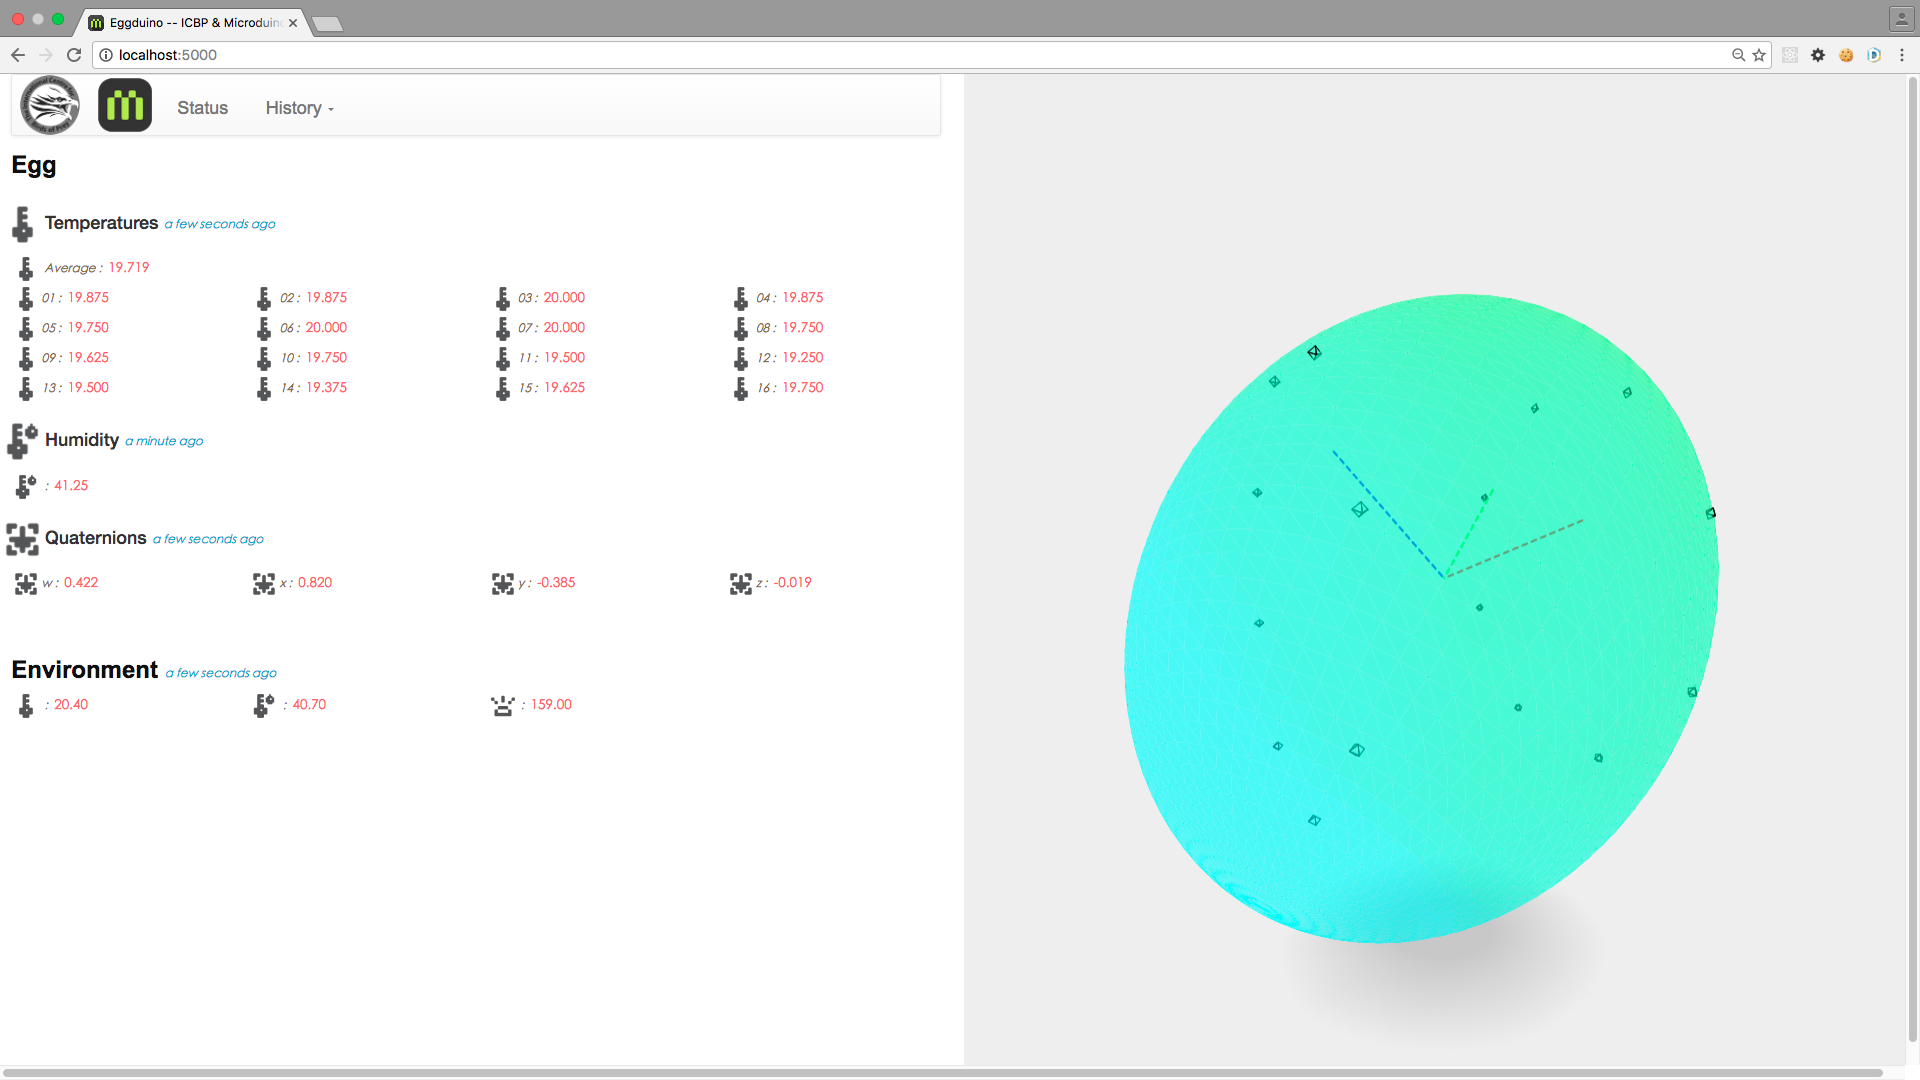 Eggduino -- ICBP & Microduin
localhost:5000
Status History
Egg
Temperatures a few seconds ago
Average : 19.719
01 : 19.875 02 : 19.875 03 : 20.000 04 : 19.875
05 : 19.750 06 : 20.000 07 : 20.000 08 : 19.750
09 : 19.625 10 : 19.750 11 : 19.500 12 : 19.250
13 : 19.500 14 : 19.375 15 : 19.625 16 : 19.750
Humidity a minute ago
: 41.25
Quaternions a few seconds ago
w : 0.422 x : 0.820 y : -0.385 z : -0.019
Environment a few seconds ago
: 20.40 : 40.70 : 159.00